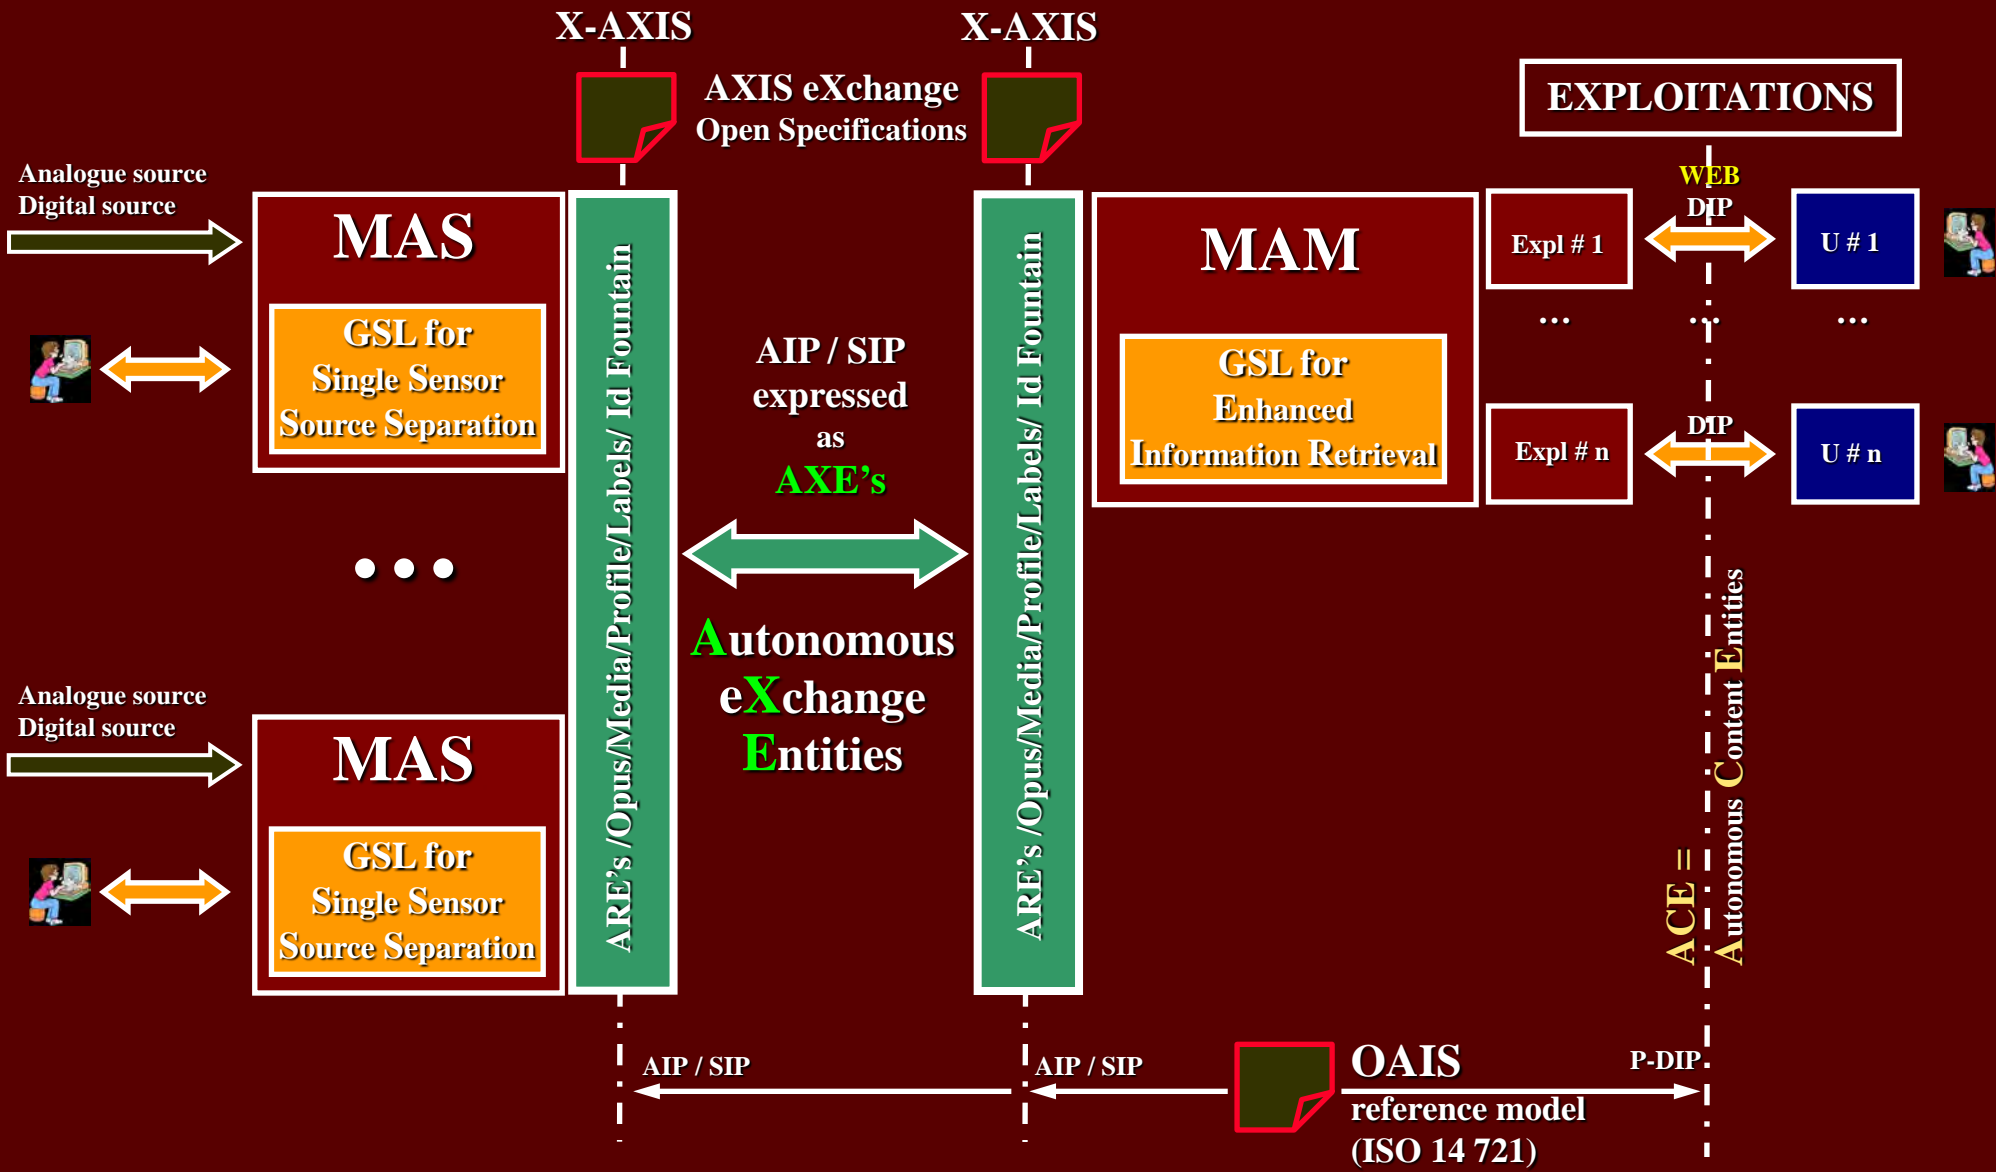 X-AXIS
X-AXIS
AXIS eXchange
Open Specifications
EXPLOITATIONS
Analogue source
Digital source
MAS
GSL for
Single Sensor
Source Separation
ARE's /Opus/Media/Profile/Labels/ Id Fountain
AIP / SIP
expressed
as
AXE's
Autonomous
eXchange
Entities
ARE's /Opus/Media/Profile/Labels/ Id Fountain
MAM
GSL for
Enhanced
Information Retrieval
Expl # 1
WEB
DIP
U # 1
...
...
...
Expl # n
DIP
U # n
...
Analogue source
Digital source
MAS
GSL for
Single Sensor
Source Separation
ACE =
Autonomous Content Entities
AIP / SIP
AIP / SIP
OAIS
reference model
(ISO 14 721)
P-DIP